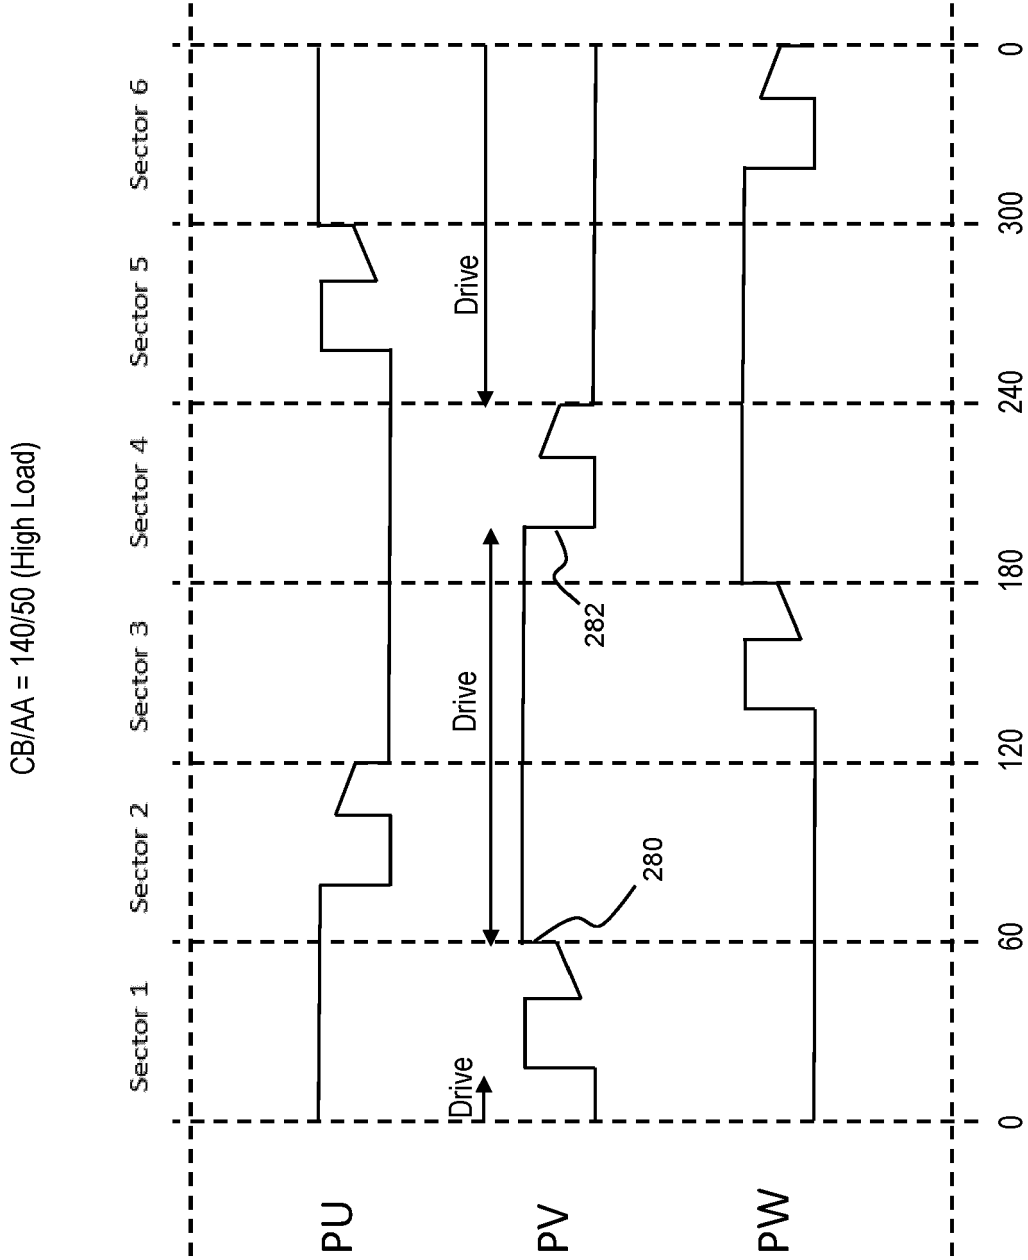 CB/AA = 140/50 (High Load)
Sector 1 Sector 2 Sector 3 Sector 4 Sector 5 Sector 6
PU
Drive Drive Drive
PV
280 282
PW
0 60 120 180 240 300 0